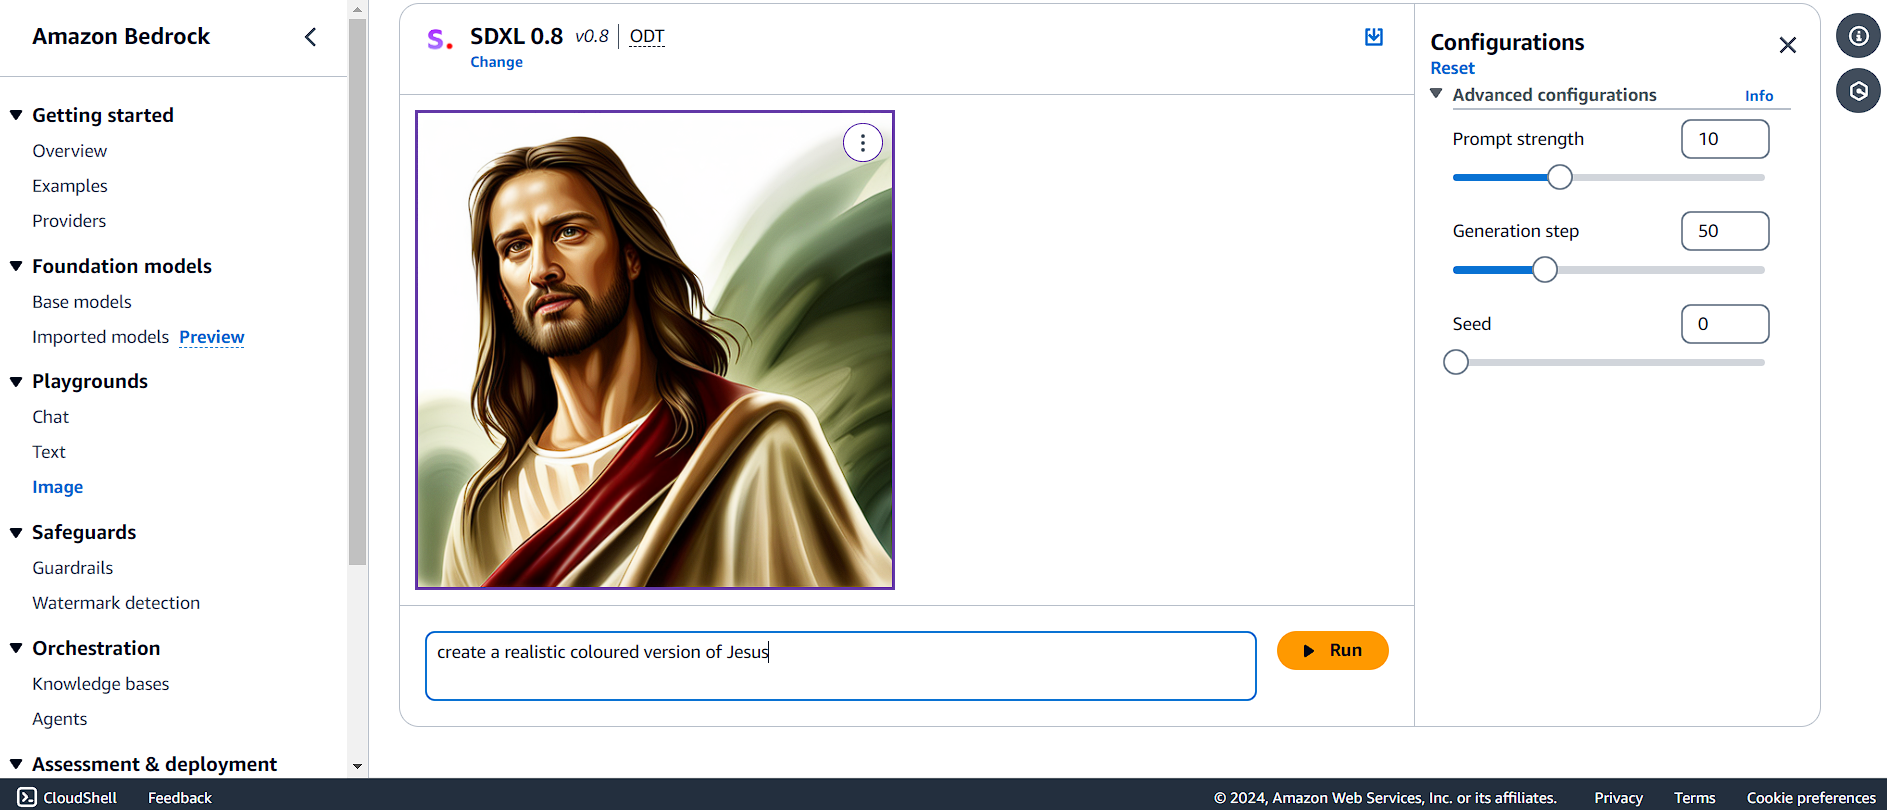 Amazon Bedrock
Getting started
Overview
Examples
Providers
Foundation models
Base models
Imported models Preview
Playgrounds
Chat
Text
Image
Safeguards
Guardrails
Watermark detection
Orchestration
Knowledge bases
Agents
Assessment & deployment
S.
SDXL 0.8 v0.8 ODT
Change
create a realistic coloured version of Jesus
Run
Configurations
Reset
Advanced configurations Info
Prompt strength 10
Generation step 50
Seed 0
CloudShell Feedback © 2024, Amazon Web Services, Inc. or its affiliates. Privacy Terms Cookie preferences